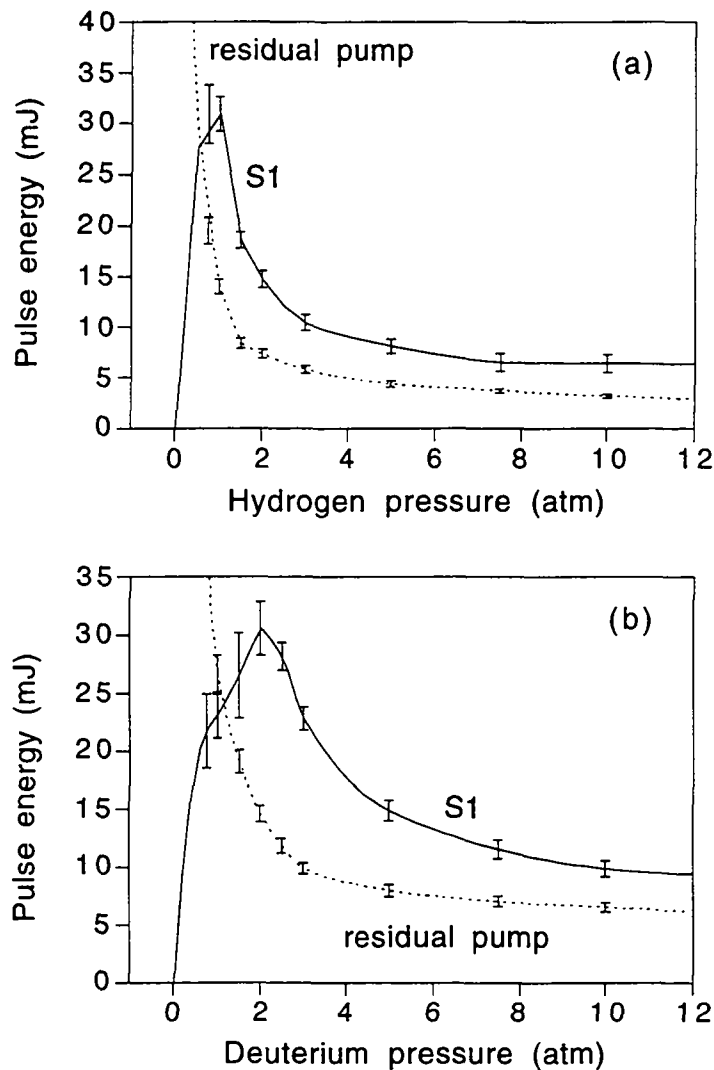 40
35
30
25
20
15
10
5
0
Pulse energy (mJ)
residual pump
(a)
S1
0 2 4 6 8 10 12
Hydrogen pressure (atm)
35
30
25
20
15
10
5
0
Pulse energy (mJ)
(b)
S1
residual pump
0 2 4 6 8 10 12
Deuterium pressure (atm)